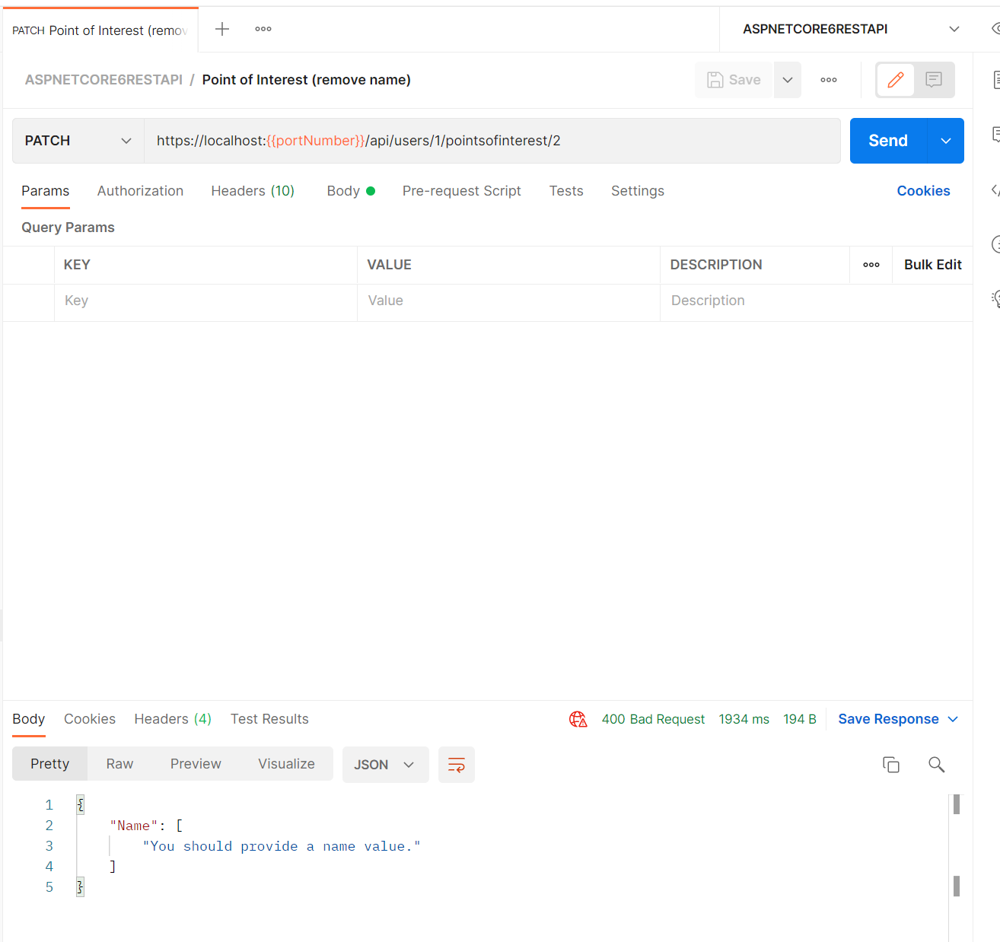 PATCH Point of Interest (remov
ASPNETCORE6RESTAPI
ASPNETCORE6RESTAPI / Point of Interest (remove name)
Save
PATCH
https://localhost:{{portNumber}}/api/users/1/pointsofinterest/2
Send
Params Authorization Headers (10) Body Pre-request Script Tests Settings Cookies
Query Params
KEY VALUE DESCRIPTION Bulk Edit
Key Value Description
Body Cookies Headers (4) Test Results 400 Bad Request 1934 ms 194 B Save Response
Pretty Raw Preview Visualize JSON
1 {
2 "Name": [
3 "You should provide a name value."
4 ]
5 }